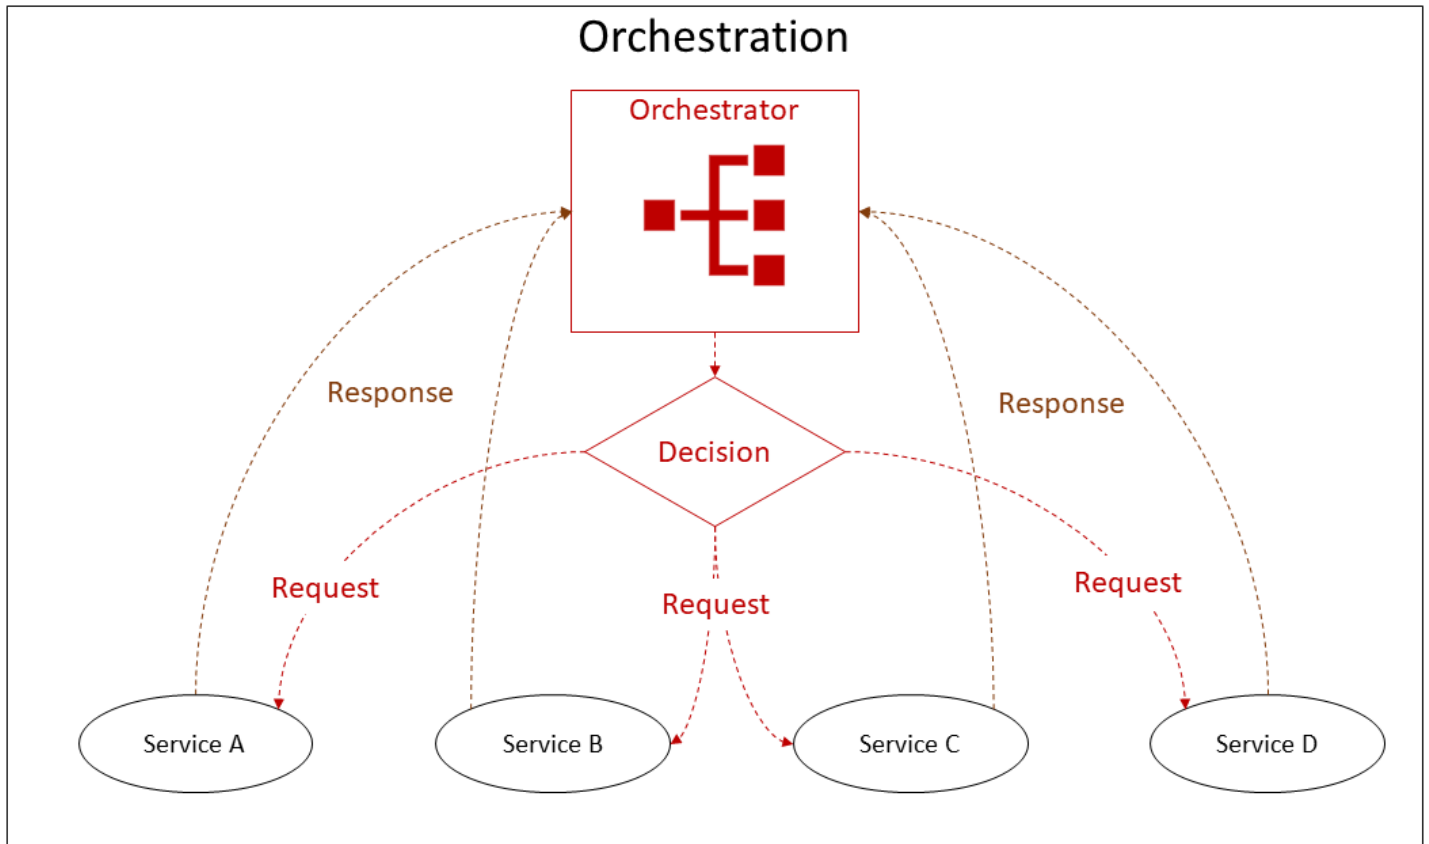 Orchestration
Orchestrator
Response
Response
Decision
Request
Request
Request
Service A
Service B
Service C
Service D